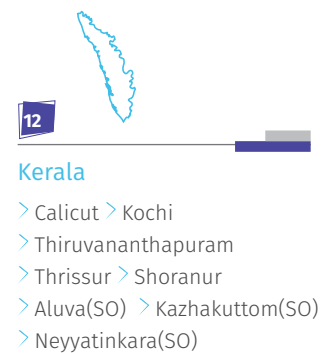 12
Kerala
> Calicut > Kochi
> Thiruvananthapuram
> Thrissur > Shoranur
> Aluva(SO) > Kazhakuttom(SO)
> Neyyatinkara(SO)